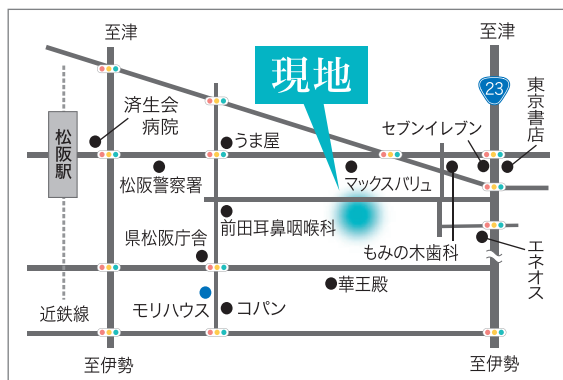 至津
至津
現地
23
東京書店
済生会
病院
うま屋
セブンイレブン
松阪駅
松阪警察署
マックスバリュ
前田耳鼻咽喉科
県松阪庁舎
もみの木歯科
エネオス
華王殿
近鉄線
モリハウス
コパン
至伊勢
至伊勢